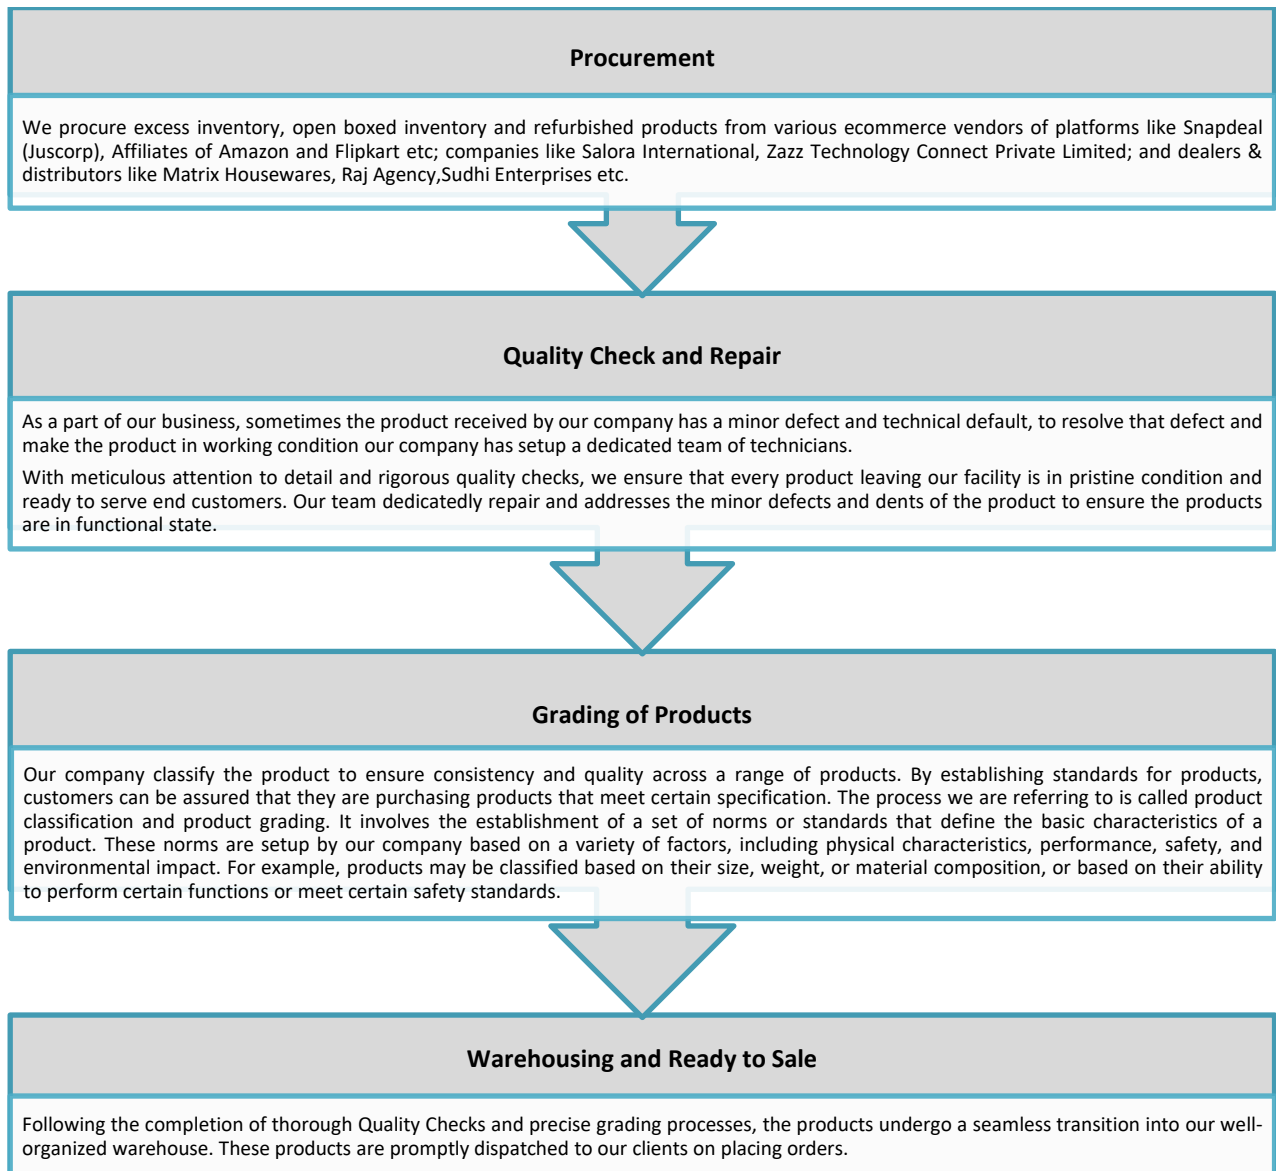 Procurement
We procure excess inventory, open boxed inventory and refurbished products from various ecommerce vendors of platforms like Snapdeal
(Juscorp), Affiliates of Amazon and Flipkart etc; companies like Salora International, Zazz Technology Connect Private Limited; and dealers &
distributors like Matrix Housewares, Raj Agency,Sudhi Enterprises etc.
Quality Check and Repair
As a part of our business, sometimes the product received by our company has a minor defect and technical default, to resolve that defect and
make the product in working condition our company has setup a dedicated team of technicians.
With meticulous attention to detail and rigorous quality checks, we ensure that every product leaving our facility is in pristine condition and
ready to serve end customers. Our team dedicatedly repair and addresses the minor defects and dents of the product to ensure the products
are in functional state.
Grading of Products
Our company classify the product to ensure consistency and quality across a range of products. By establishing standards for products,
customers can be assured that they are purchasing products that meet certain specification. The process we are referring to is called product
classification and product grading. It involves the establishment of a set of norms or standards that define the basic characteristics of a
product. These norms are setup by our company based on a variety of factors, including physical characteristics, performance, safety, and
environmental impact. For example, products may be classified based on their size, weight, or material composition, or based on their ability
to perform certain functions or meet certain safety standards.
Warehousing and Ready to Sale
Following the completion of thorough Quality Checks and precise grading processes, the products undergo a seamless transition into our well-
organized warehouse. These products are promptly dispatched to our clients on placing orders.